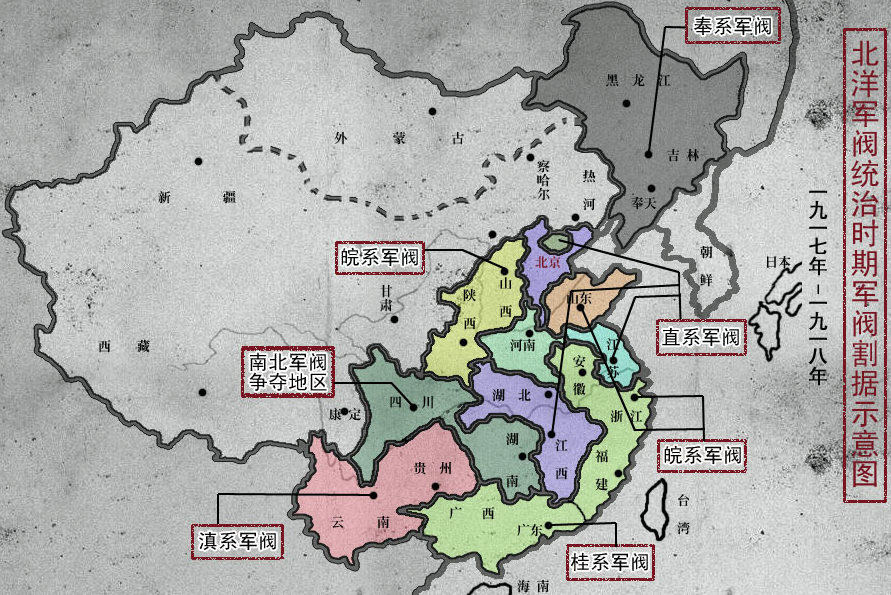 北洋军阀统治时期军阀割据示意图
一九一七年-一九一八年
奉系军阀
黑龙江
吉林
奉天
外蒙古
察哈尔
热河
新疆
朝鲜
日本
皖系军阀
北京
山西
陕西
甘肃
山东
直系军阀
河南
江苏
安徽
西藏
南北军阀
争夺地区
四川
康定
湖北
浙江
江西
湖南
福建
皖系军阀
贵州
云南
广西
广东
台湾
滇系军阀
桂系军阀
海南